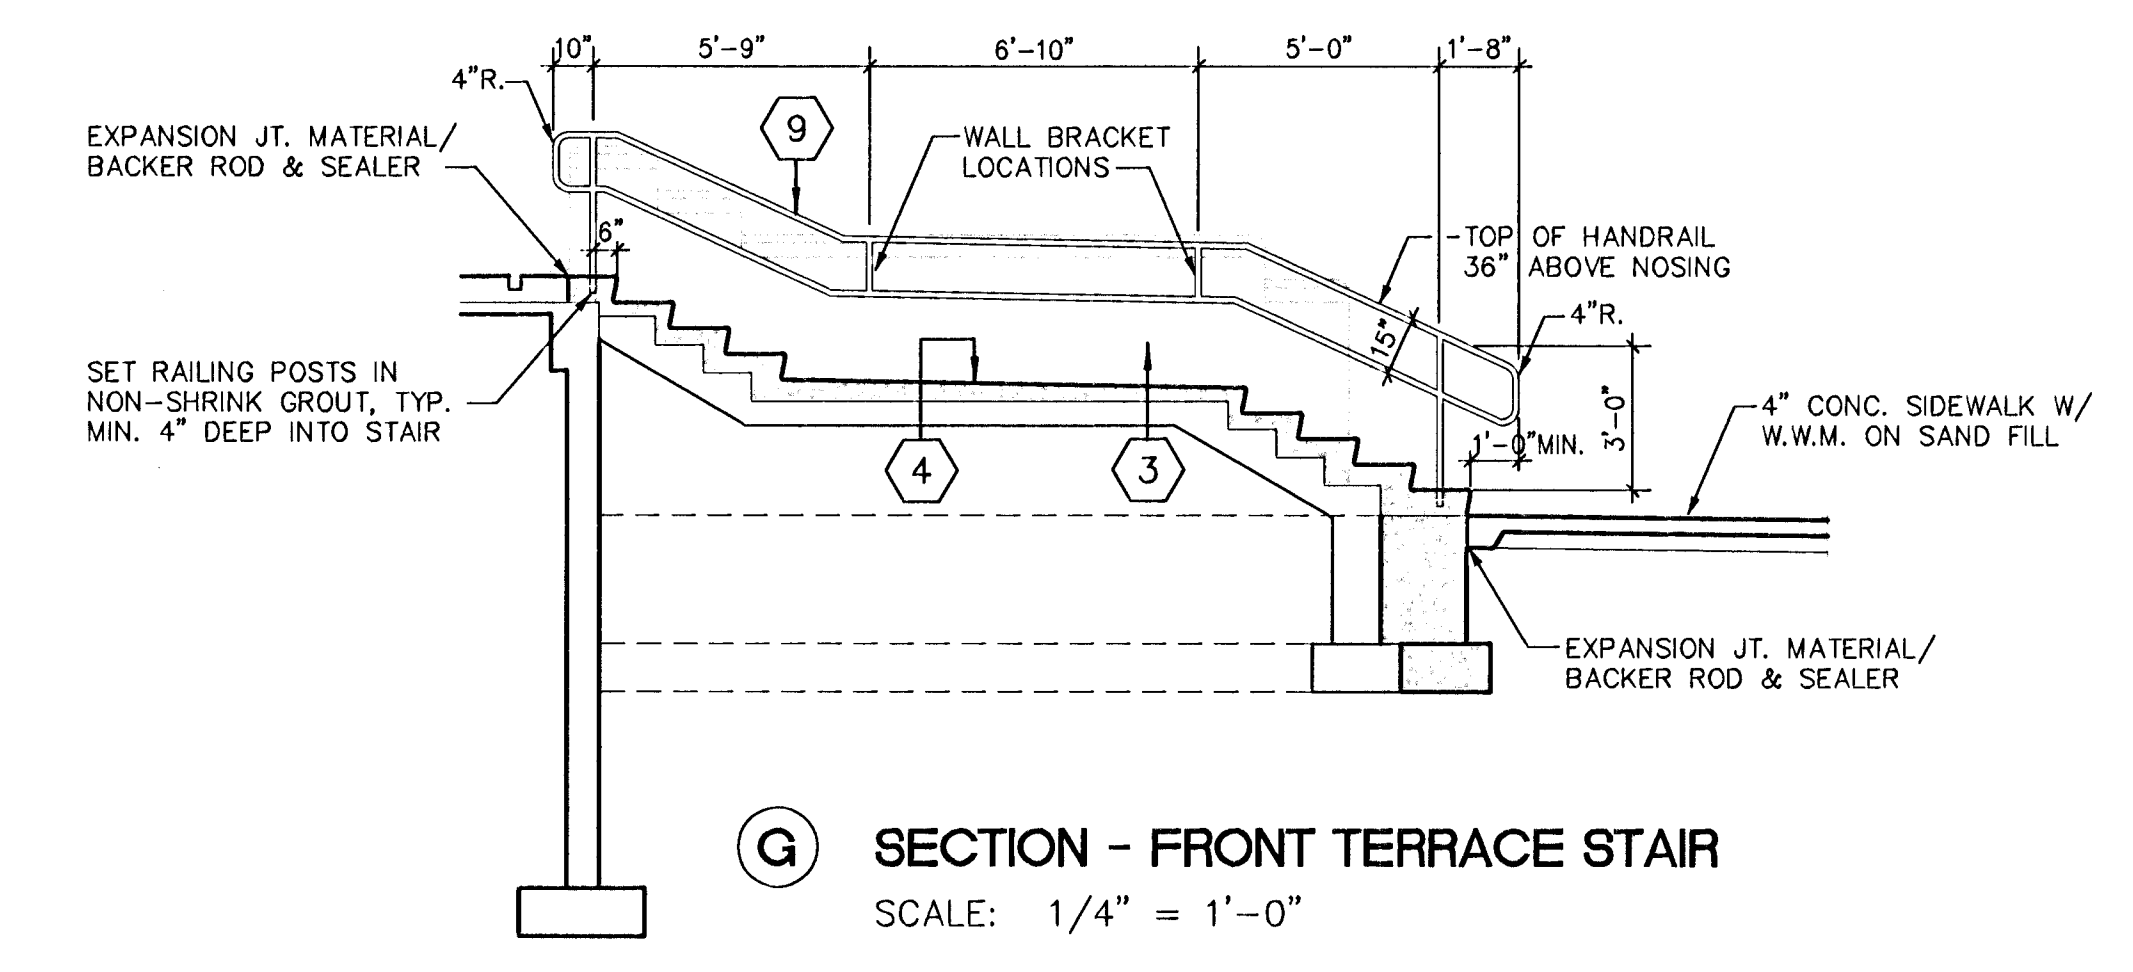 10" 5'-9" 6'-10" 5'-0" 1'-8"
4"R.
9
EXPANSION JT. MATERIAL/
BACKER ROD & SEALER
WALL BRACKET
LOCATIONS
6"
TOP OF HANDRAIL
36" ABOVE NOSING
4"R.
15"
SET RAILING POSTS IN
NON-SHRINK GROUT, TYP.
MIN. 4" DEEP INTO STAIR
3'-0"
4" CONC. SIDEWALK W/
W.W.M. ON SAND FILL
1'-0"MIN.
4
3
EXPANSION JT. MATERIAL/
BACKER ROD & SEALER
G SECTION - FRONT TERRACE STAIR
SCALE: 1/4" = 1'-0"